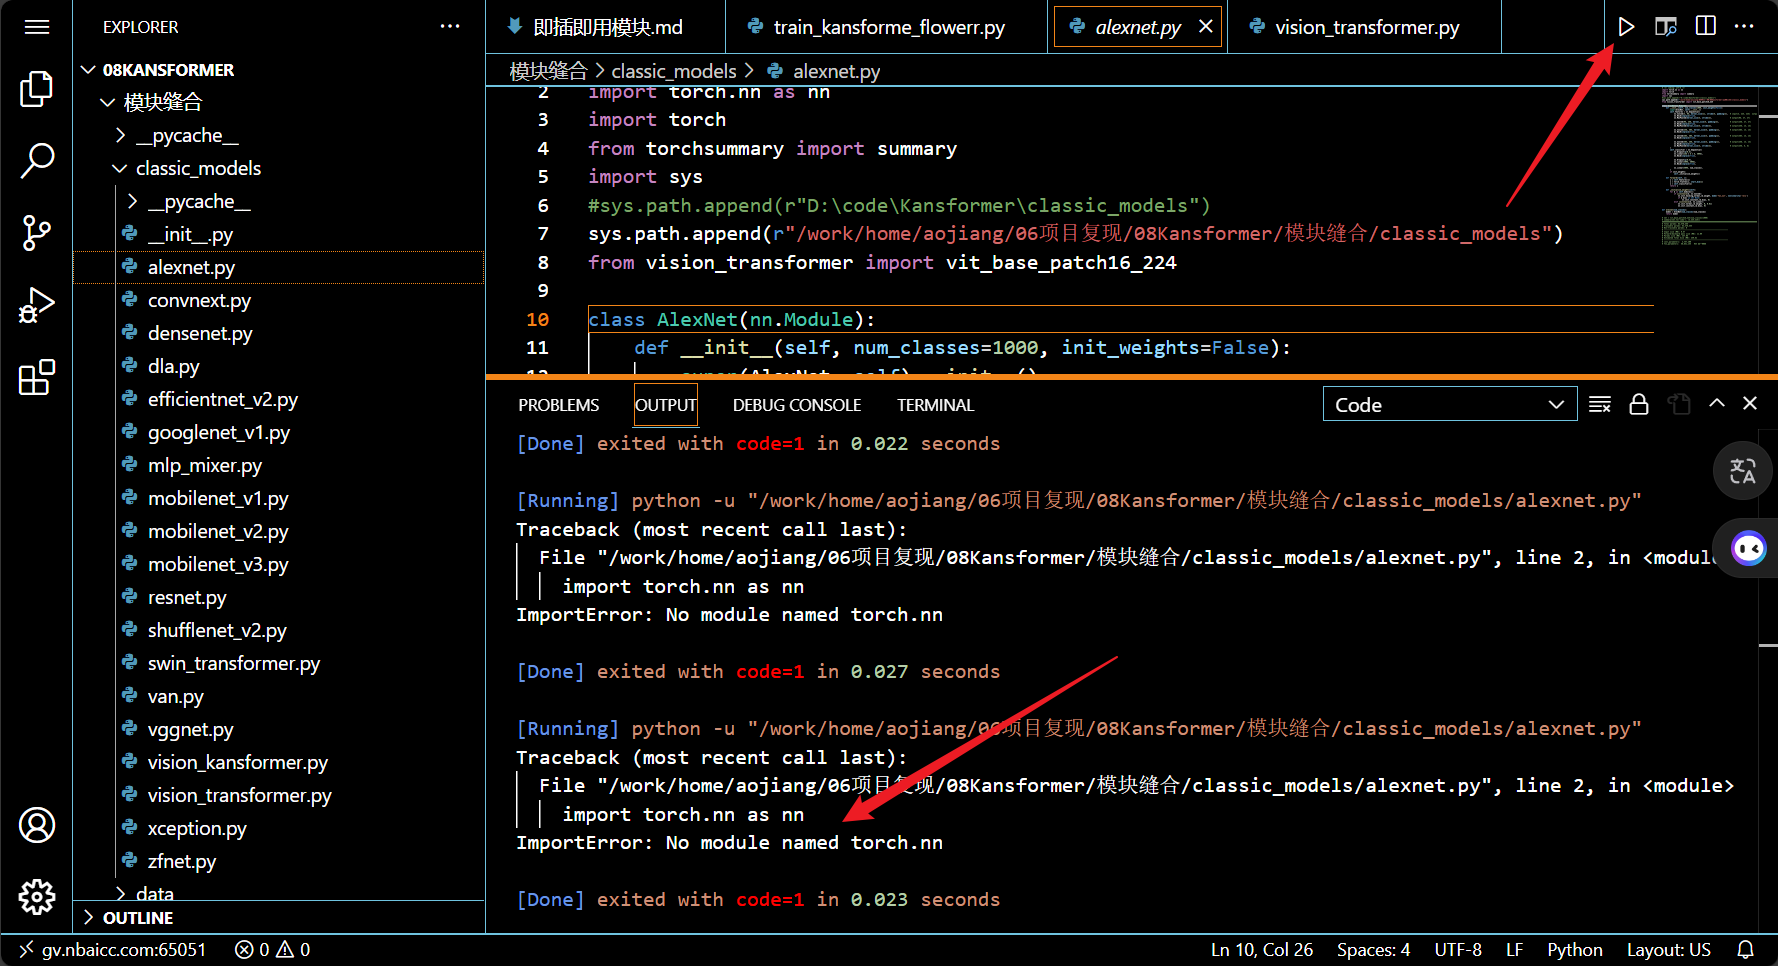 EXPLORER
08KANSFORMER
模块缝合
__pycache__
classic_models
__pycache__
__init__.py
alexnet.py
convnext.py
densenet.py
dla.py
efficientnet_v2.py
googlenet_v1.py
mlp_mixer.py
mobilenet_v1.py
mobilenet_v2.py
mobilenet_v3.py
resnet.py
shufflenet_v2.py
swin_transformer.py
van.py
vggnet.py
vision_kansformer.py
vision_transformer.py
xception.py
zfnet.py
data
OUTLINE
即插即用模块.md
train_kansforme_flowerr.py
alexnet.py
vision_transformer.py
模块缝合 > classic_models > alexnet.py
2 import torch.nn as nn
3 import torch
4 from torchsummary import summary
5 import sys
6 #sys.path.append(r"D:\code\Kansformer\classic_models")
7 sys.path.append(r"/work/home/aojiang/06项目复现/08Kansformer/模块缝合/classic_models")
8 from vision_transformer import vit_base_patch16_224
9
10 class AlexNet(nn.Module):
11 def __init__(self, num_classes=1000, init_weights=False):
12 super(AlexNet, self).__init__()
PROBLEMS
OUTPUT
DEBUG CONSOLE
TERMINAL
Code
[Done] exited with code=1 in 0.022 seconds
[Running] python -u "/work/home/aojiang/06项目复现/08Kansformer/模块缝合/classic_models/alexnet.py"
Traceback (most recent call last):
File "/work/home/aojiang/06项目复现/08Kansformer/模块缝合/classic_models/alexnet.py", line 2, in <modul
import torch.nn as nn
ImportError: No module named torch.nn
[Done] exited with code=1 in 0.027 seconds
[Running] python -u "/work/home/aojiang/06项目复现/08Kansformer/模块缝合/classic_models/alexnet.py"
Traceback (most recent call last):
File "/work/home/aojiang/06项目复现/08Kansformer/模块缝合/classic_models/alexnet.py", line 2, in <module>
import torch.nn as nn
ImportError: No module named torch.nn
[Done] exited with code=1 in 0.023 seconds
gv.nbaicc.com:65051
0
0
Ln 10, Col 26
Spaces: 4
UTF-8
LF
Python
Layout: US